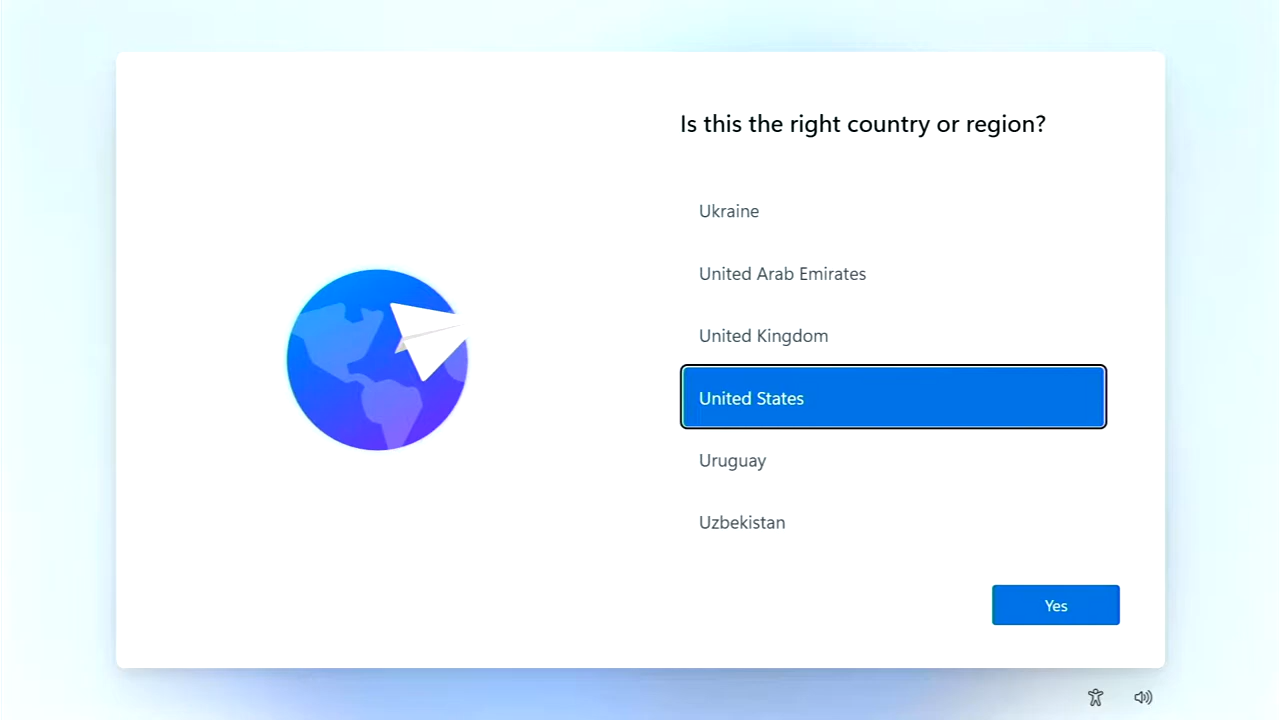 Is this the right country or region?
Ukraine
United Arab Emirates
United Kingdom
United States
Uruguay
Uzbekistan
Yes